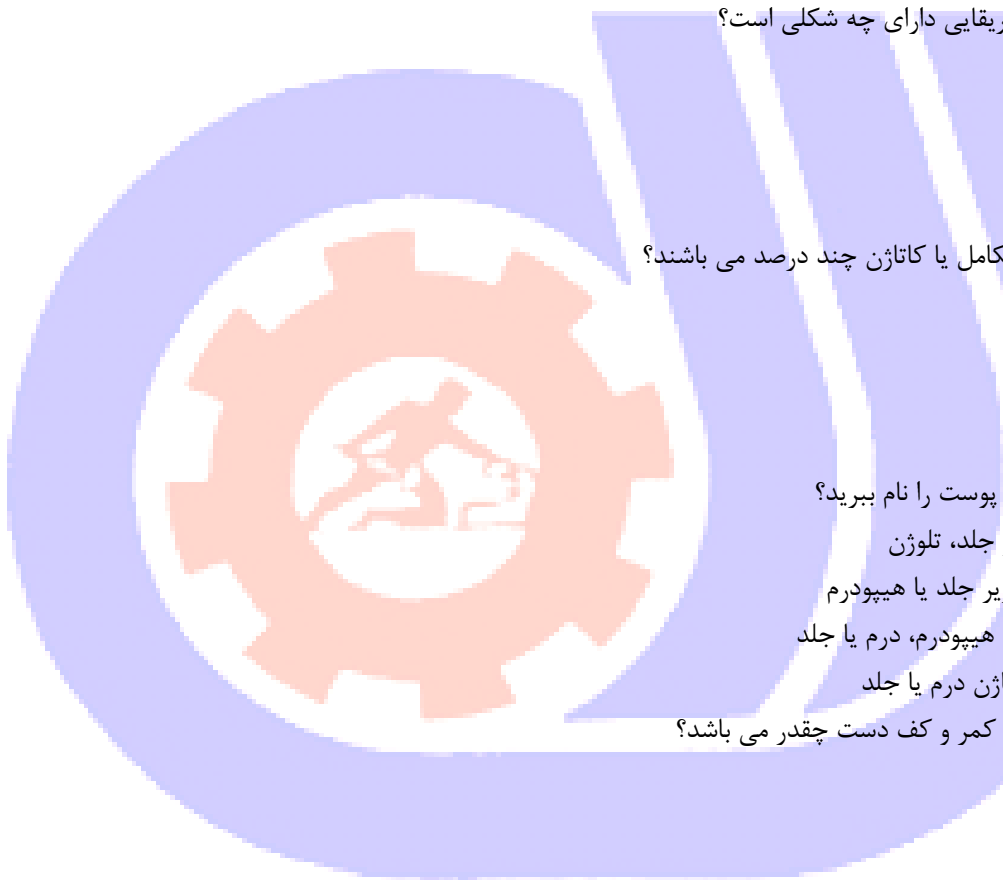 ریقایی دارای چه شکلی است؟
کامل یا کاتاژن چند درصد می باشند؟
پوست را نام ببرید؟
جلد، تلوژن
یر جلد یا هیپودرم
هیپودرم، درم یا جلد
اژن درم یا جلد
کمر و کف دست چقدر می باشد؟